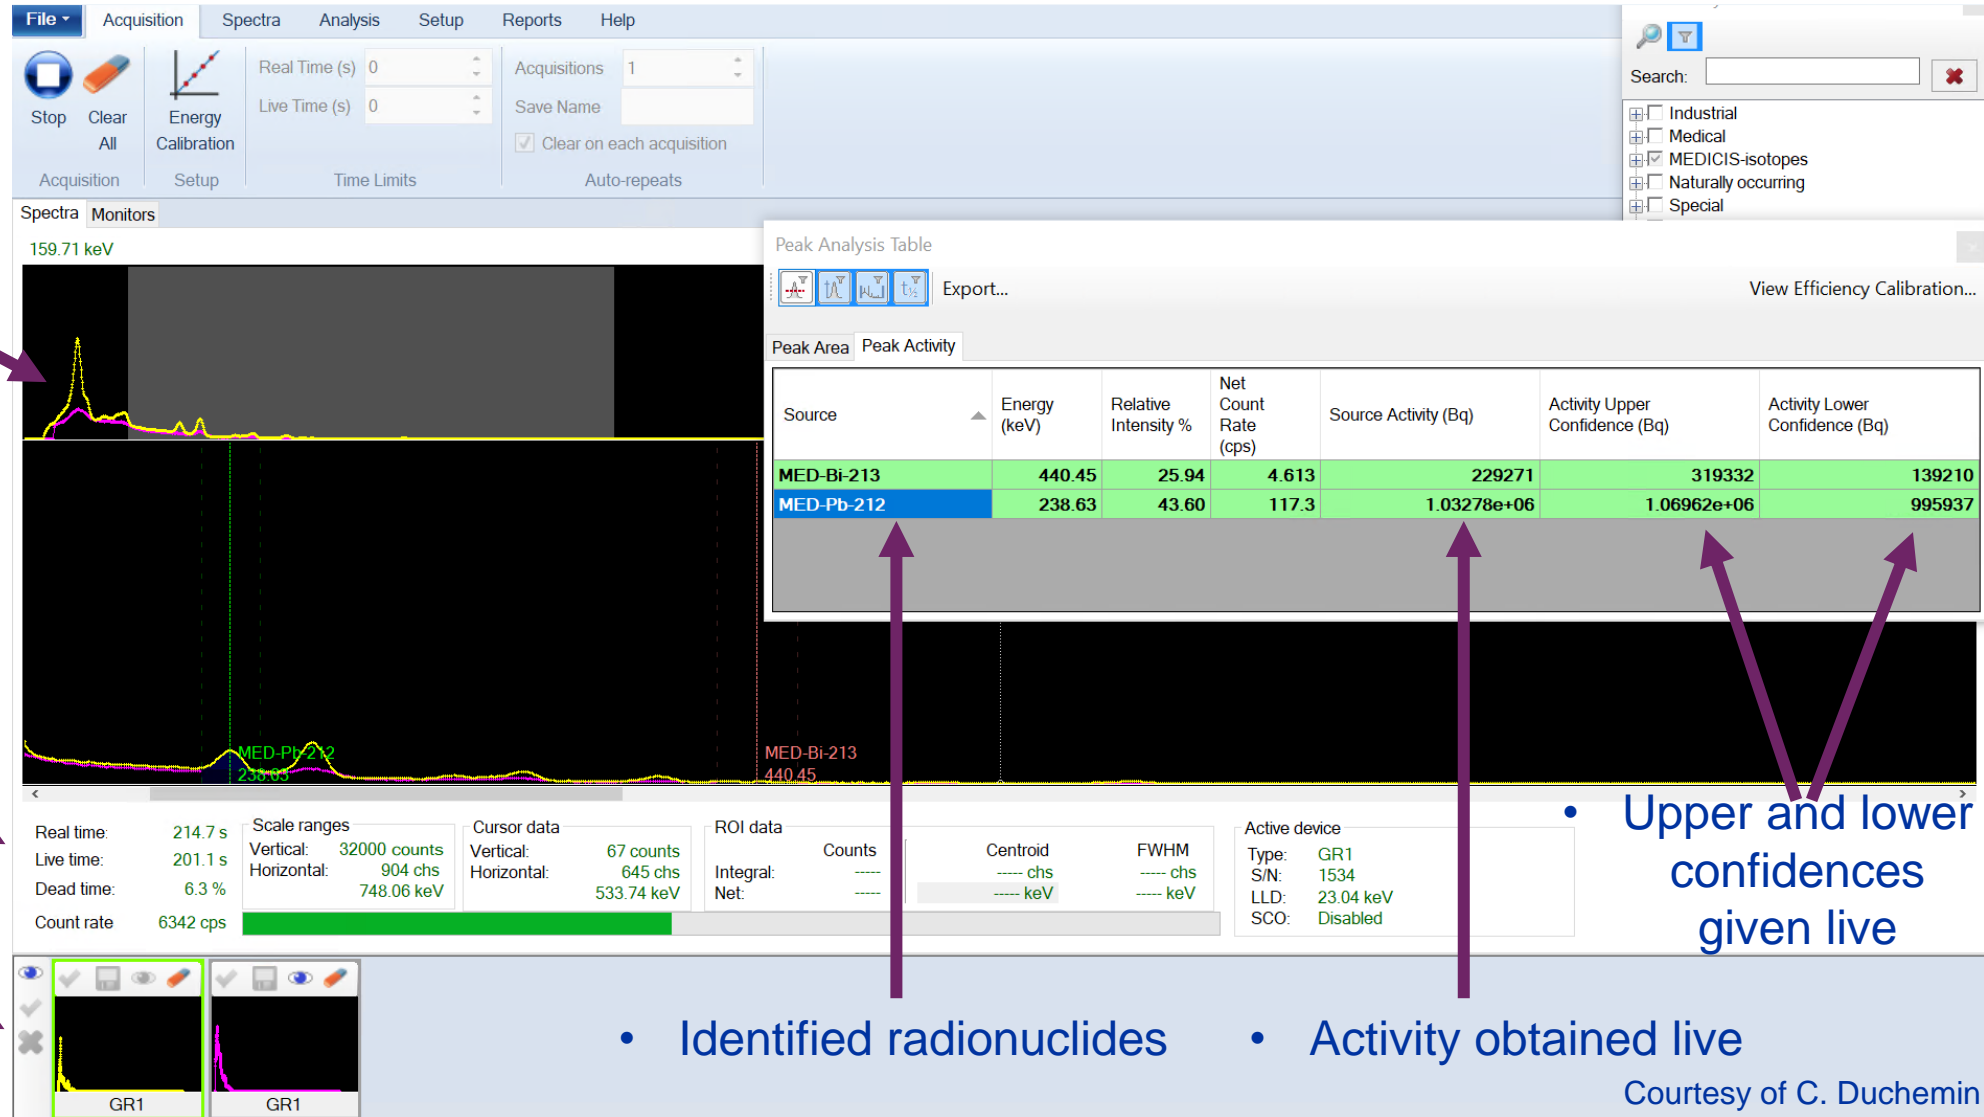 File Acquisition Spectra Analysis Setup Reports Help
Real Time (s) 0
Live Time (s) 0
Acquisitions 1
Save Name
Clear on each acquisition
Stop
Clear
All
Energy
Calibration
Acquisition Setup Time Limits Auto-repeats
Search:
Industrial
Medical
MEDICIS-isotopes
Naturally occurring
Special
Spectra Monitors
159.71 keV
Peak Analysis Table
Export...
View Efficiency Calibration...
Peak Area Peak Activity
Source
Energy
(keV)
Relative
Intensity %
Net
Count
Rate
(cps)
Source Activity (Bq)
Activity Upper
Confidence (Bq)
Activity Lower
Confidence (Bq)
MED-Bi-213 440.45 25.94 4.613 229271 319332 139210
MED-Pb-212 238.63 43.60 117.3 1.03278e+06 1.06962e+06 995937
MED-Pb-212
238.63
MED-Bi-213
440.45
Real time: 214.7 s
Live time: 201.1 s
Dead time: 6.3 %
Count rate 6342 cps
Scale ranges
Vertical: 32000 counts
Horizontal: 904 chs
748.06 keV
Cursor data
Vertical: 67 counts
Horizontal: 645 chs
533.74 keV
ROI data
Counts Centroid FWHM
Integral: ----- ----- chs ----- chs
Net: ----- ----- keV ----- keV
Active device
Type: GR1
S/N: 1534
LLD: 23.04 keV
SCO: Disabled
• Upper and lower
confidences
given live
GR1
GR1
• Identified radionuclides
• Activity obtained live
Courtesy of C. Duchemin